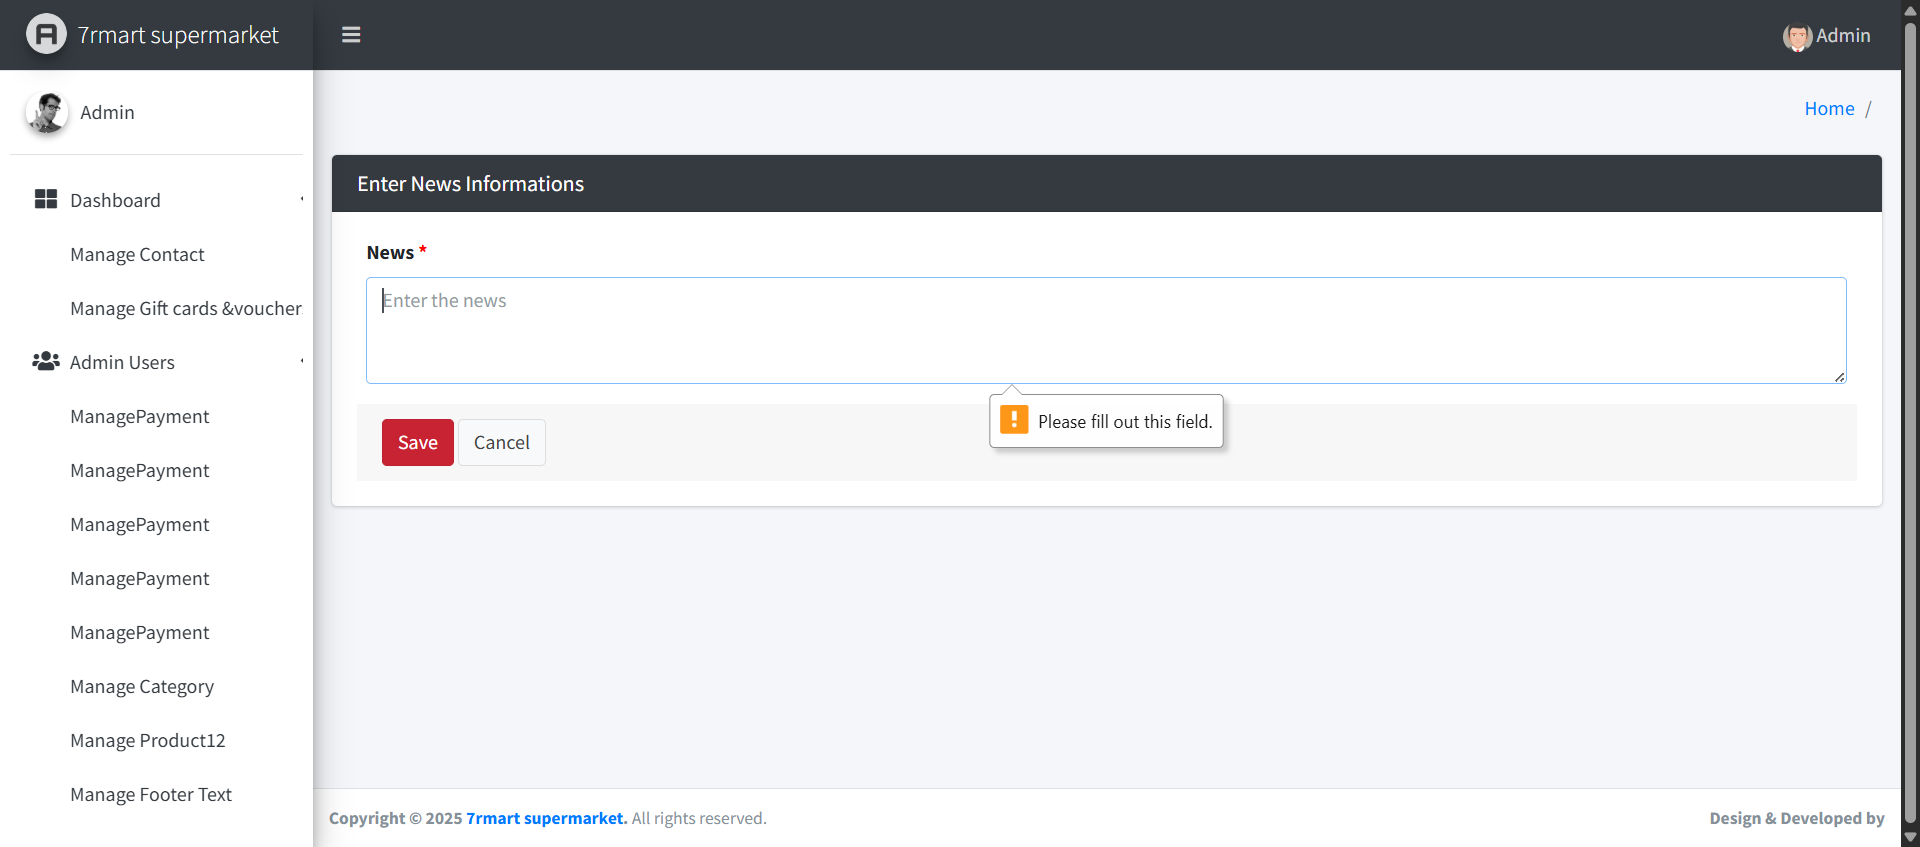 7rmart supermarket
Admin
Admin
Home /
Dashboard
Manage Contact
Manage Gift cards &voucher
Admin Users
ManagePayment
ManagePayment
ManagePayment
ManagePayment
ManagePayment
Manage Category
Manage Product12
Manage Footer Text
Enter News Informations
News *
Enter the news
Please fill out this field.
Save Cancel
Copyright © 2025 7rmart supermarket. All rights reserved.
Design & Developed by